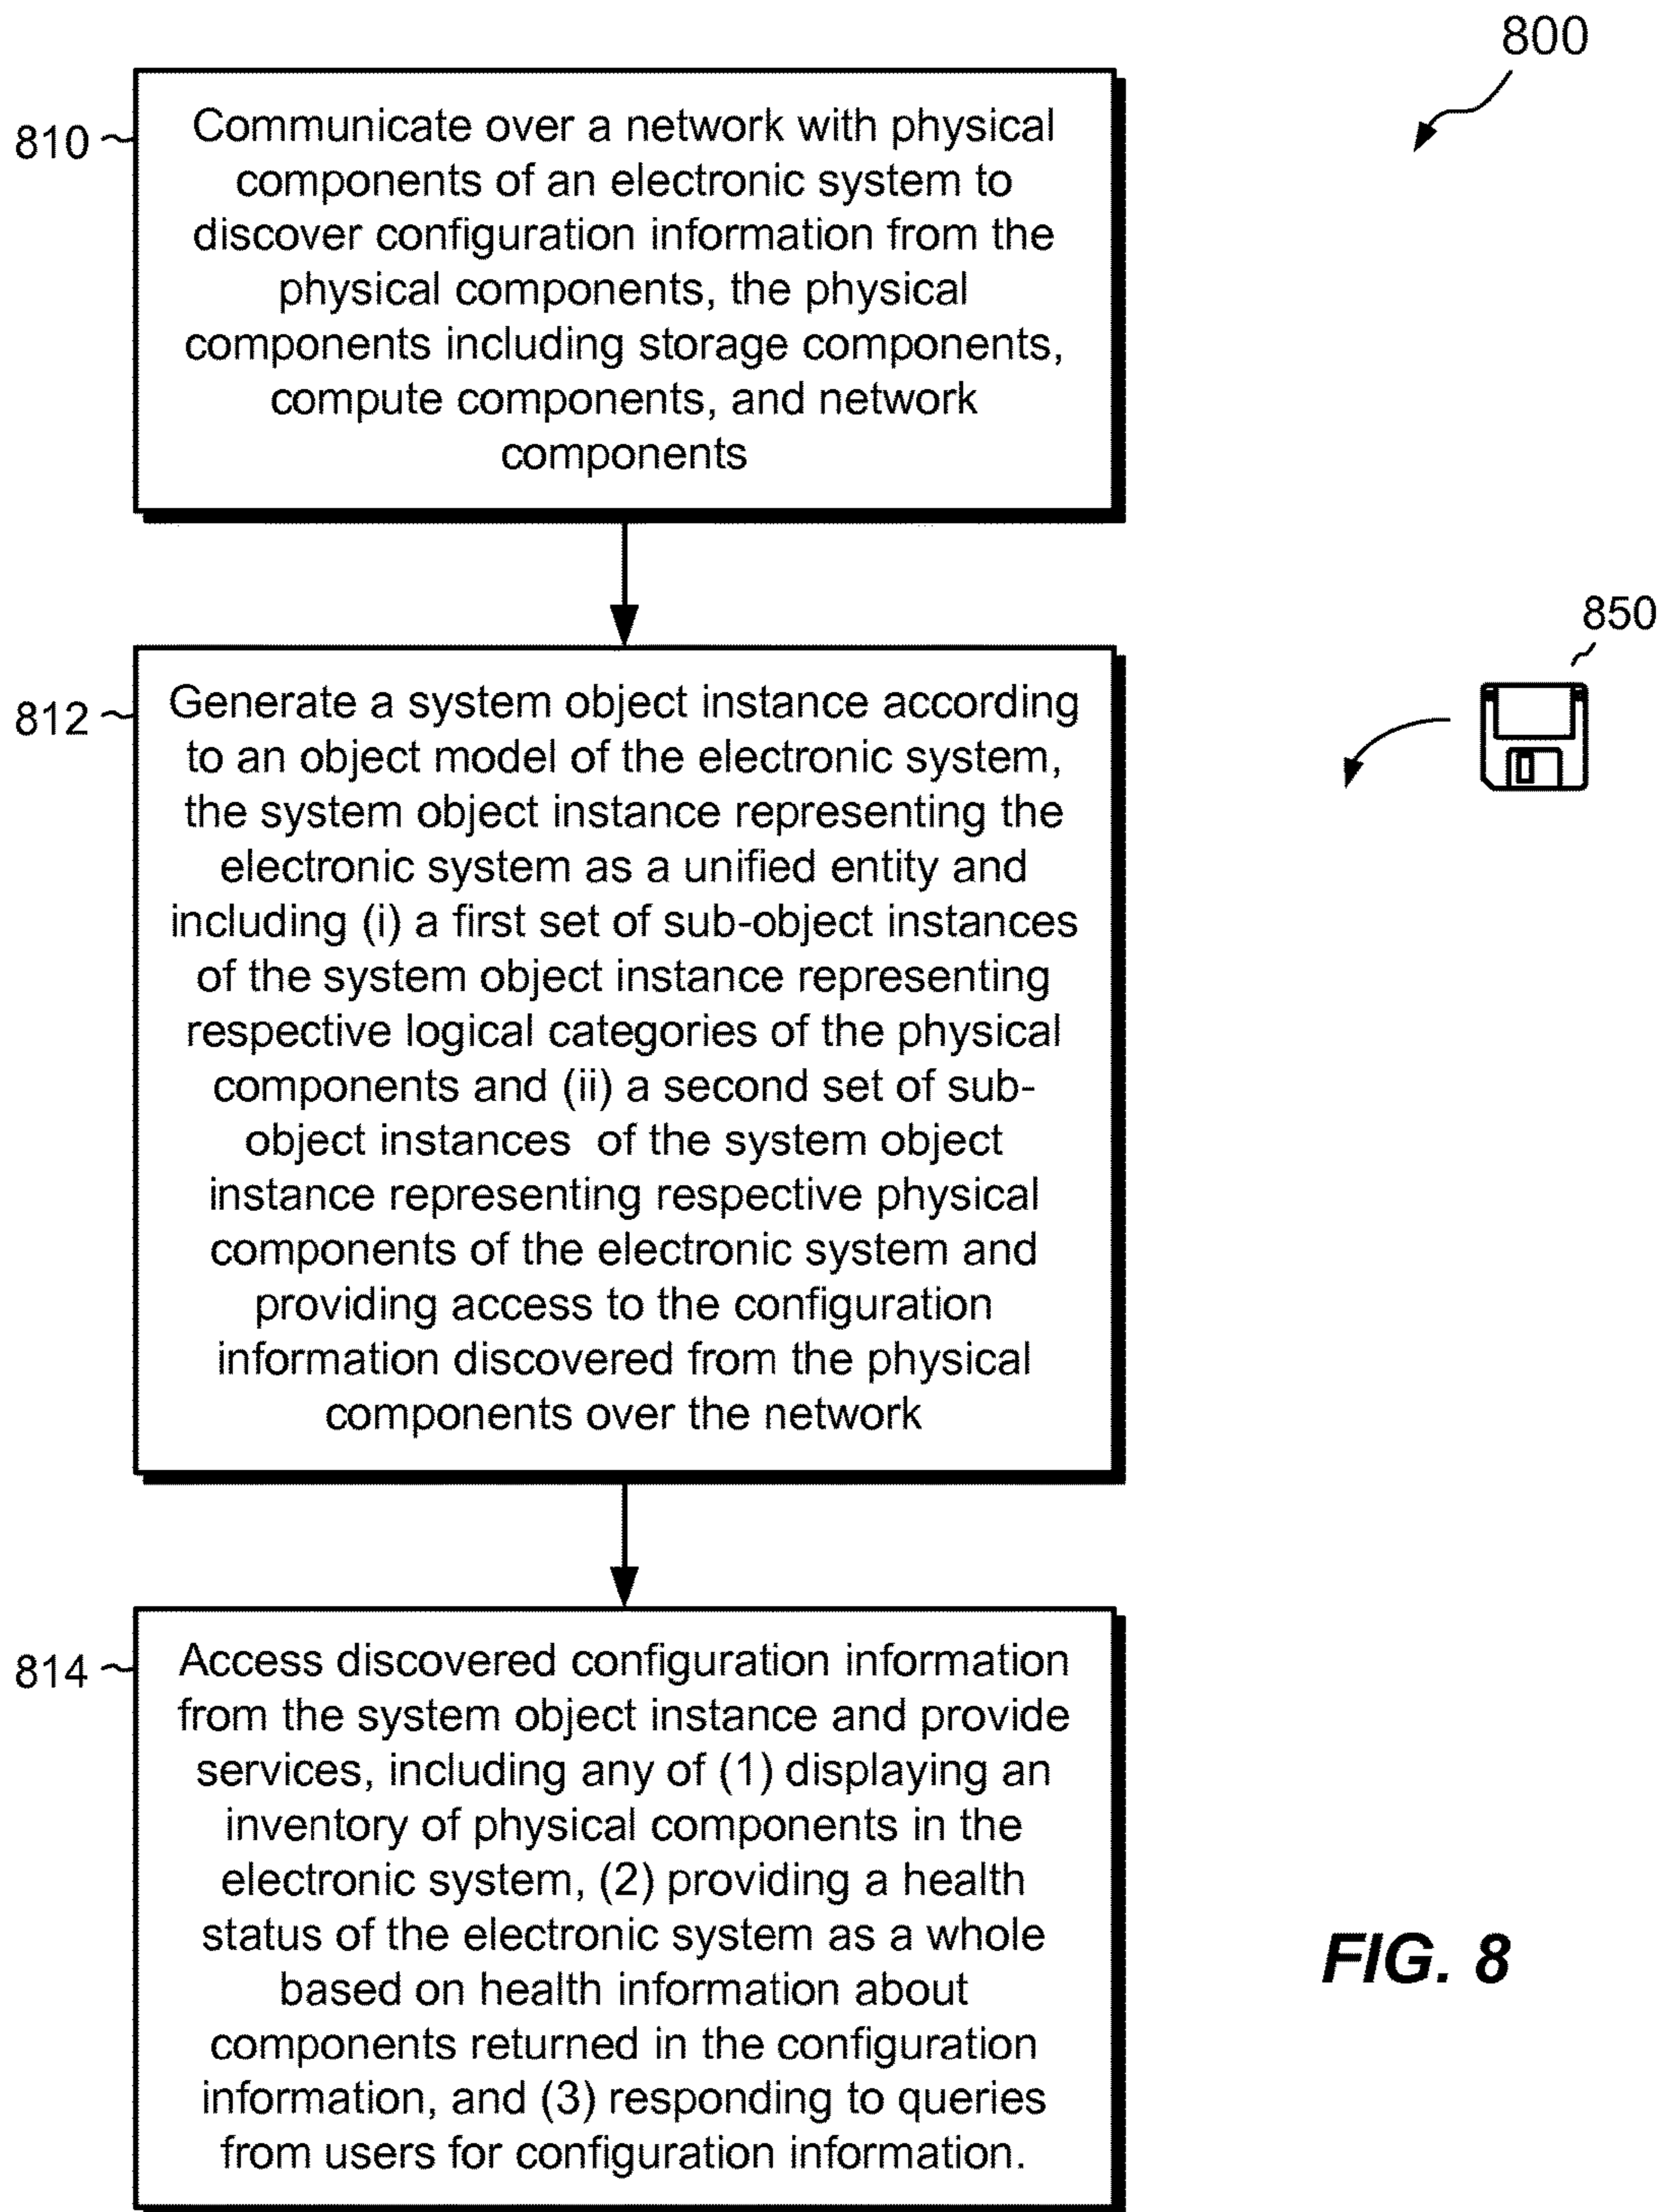 800
810
Communicate over a network with physical
components of an electronic system to
discover configuration information from the
physical components, the physical
components including storage components,
compute components, and network
components
850
812
Generate a system object instance according
to an object model of the electronic system,
the system object instance representing the
electronic system as a unified entity and
including (i) a first set of sub-object instances
of the system object instance representing
respective logical categories of the physical
components and (ii) a second set of sub-
object instances of the system object
instance representing respective physical
components of the electronic system and
providing access to the configuration
information discovered from the physical
components over the network
814
Access discovered configuration information
from the system object instance and provide
services, including any of (1) displaying an
inventory of physical components in the
electronic system, (2) providing a health
status of the electronic system as a whole
based on health information about
components returned in the configuration
information, and (3) responding to queries
from users for configuration information.
FIG. 8